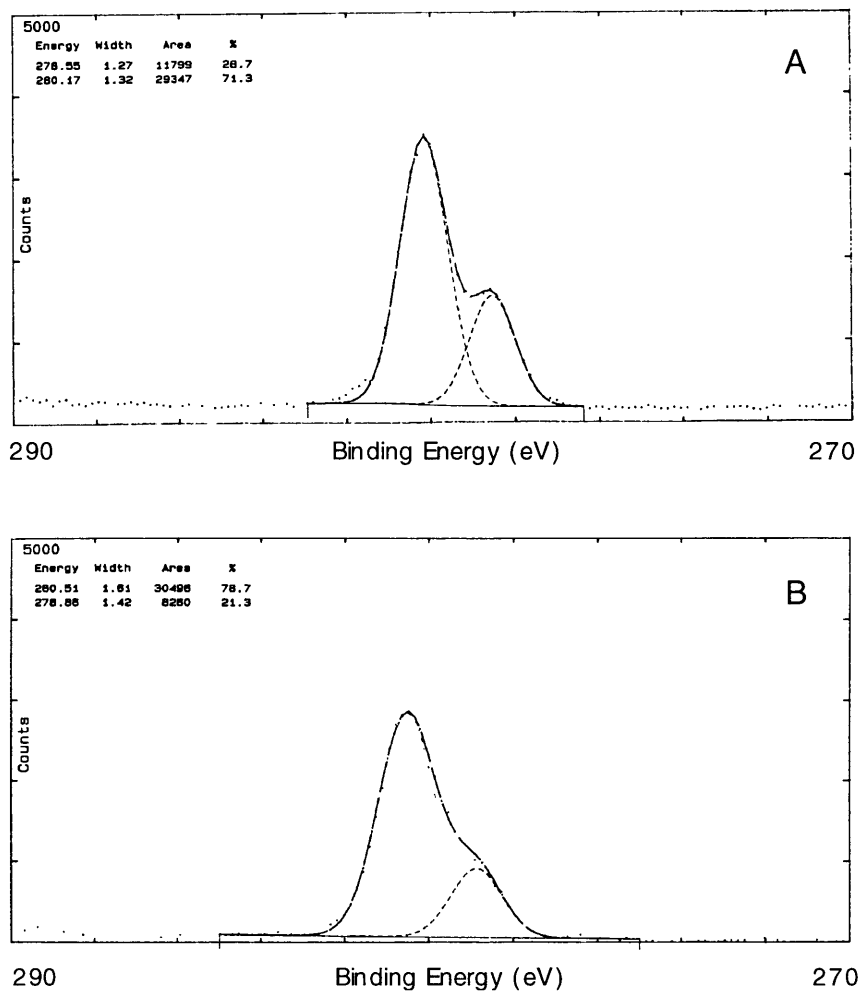 5000
Energy Width Area %
278.55 1.27 11799 28.7
280.17 1.32 29347 71.3
A
Counts
290 Binding Energy (eV) 270
5000
Energy Width Area %
280.51 1.61 30496 78.7
278.86 1.42 8260 21.3
B
Counts
290 Binding Energy (eV) 270